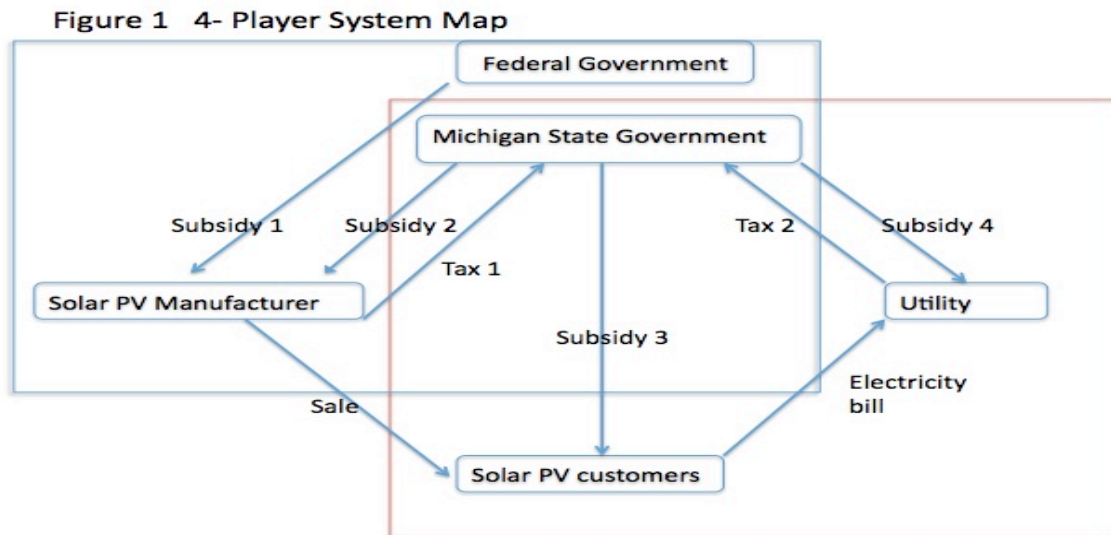 Figure 1   4- Player System Map
Federal Government
Michigan State Government
Subsidy 1
Subsidy 2
Tax 2
Subsidy 4
Tax 1
Solar PV Manufacturer
Utility
Subsidy 3
Electricity
bill
Sale
Solar PV customers